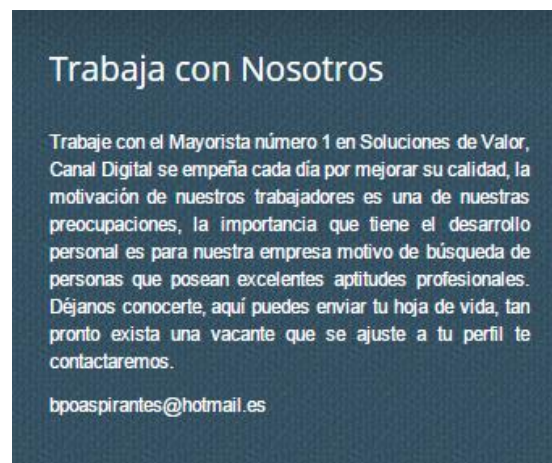 Trabaja con Nosotros
Trabaje con el Mayorista número 1 en Soluciones de Valor,
Canal Digital se empeña cada día por mejorar su calidad, la
motivación de nuestros trabajadores es una de nuestras
preocupaciones, la importancia que tiene el desarrollo
personal es para nuestra empresa motivo de búsqueda de
personas que posean excelentes aptitudes profesionales.
Déjanos conocerte, aquí puedes enviar tu hoja de vida, tan
pronto exista una vacante que se ajuste a tu perfil te
contactaremos.
bpoaspirantes@hotmail.es